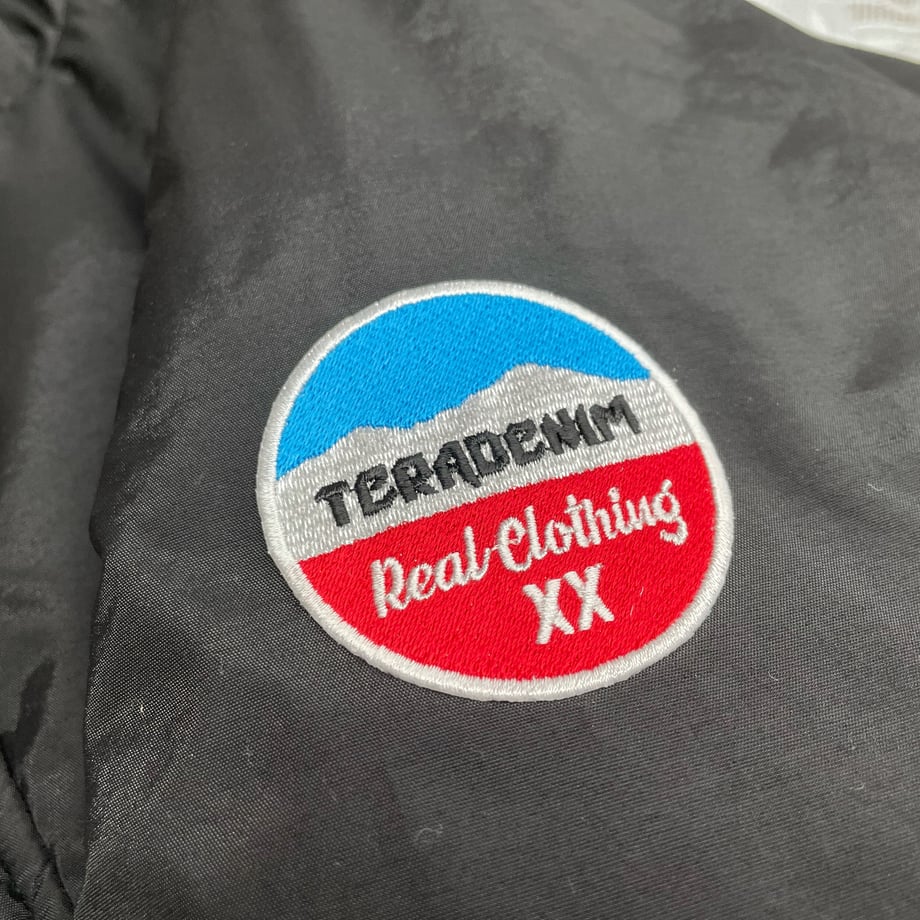 TERADENIM
Real Clothing
XX